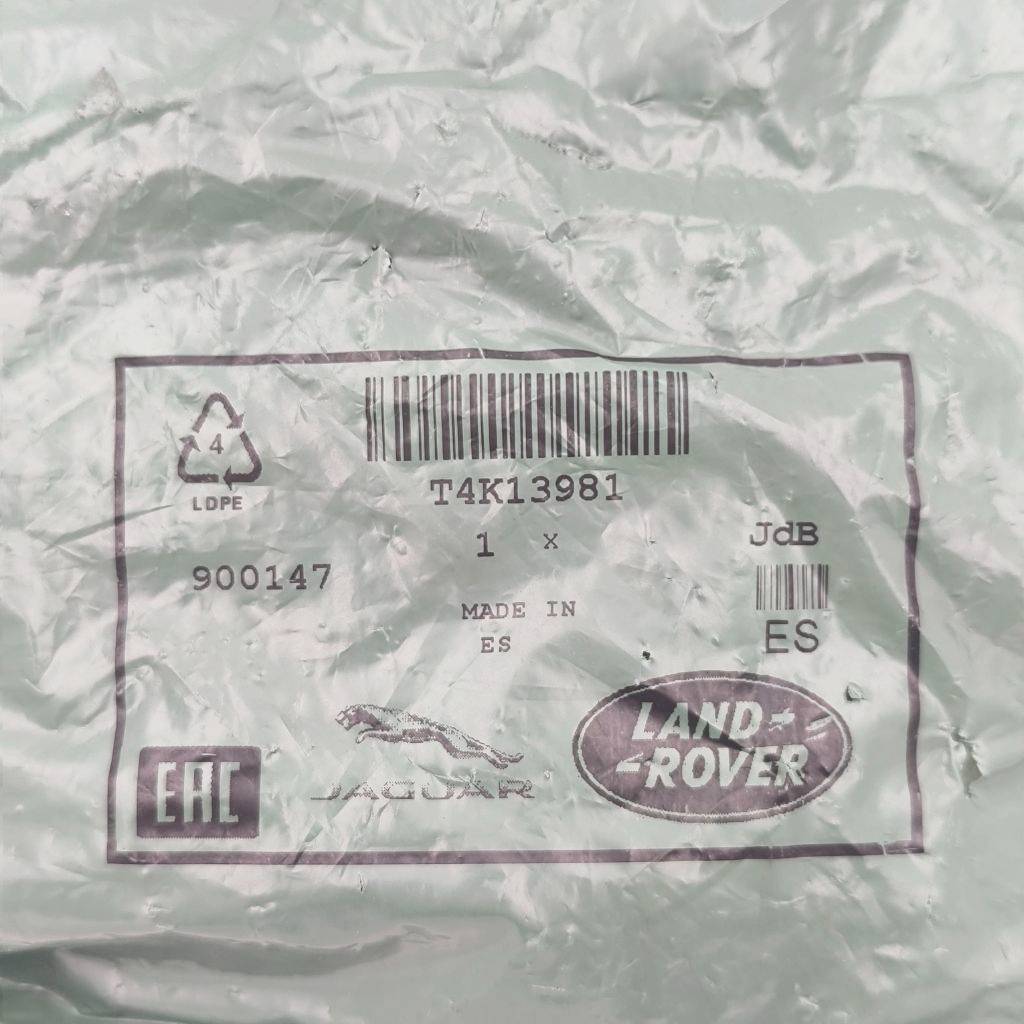 4
LDPE
T4K13981
1 x
900147
MADE IN
ES
JdB
ES
EAC
JAGUAR
LAND
ROVER